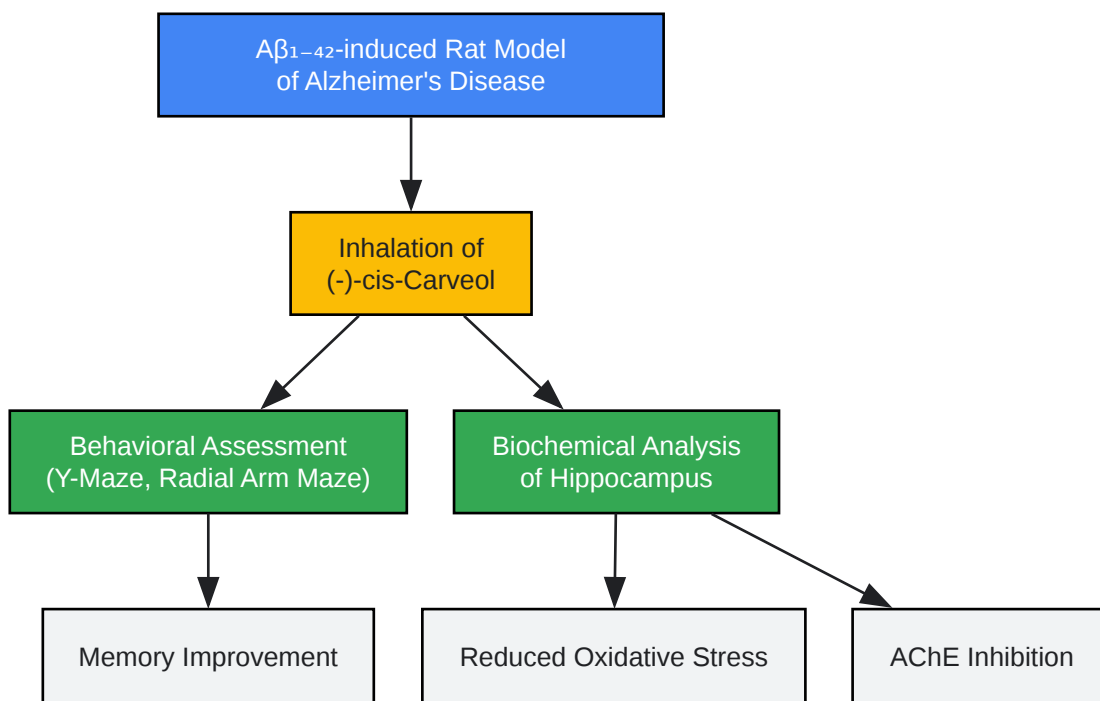 Aβ₁₋₄₂-induced Rat Model
of Alzheimer's Disease
Inhalation of
(-)-cis-Carveol
Behavioral Assessment
(Y-Maze, Radial Arm Maze)
Biochemical Analysis
of Hippocampus
Memory Improvement
Reduced Oxidative Stress
AChE Inhibition